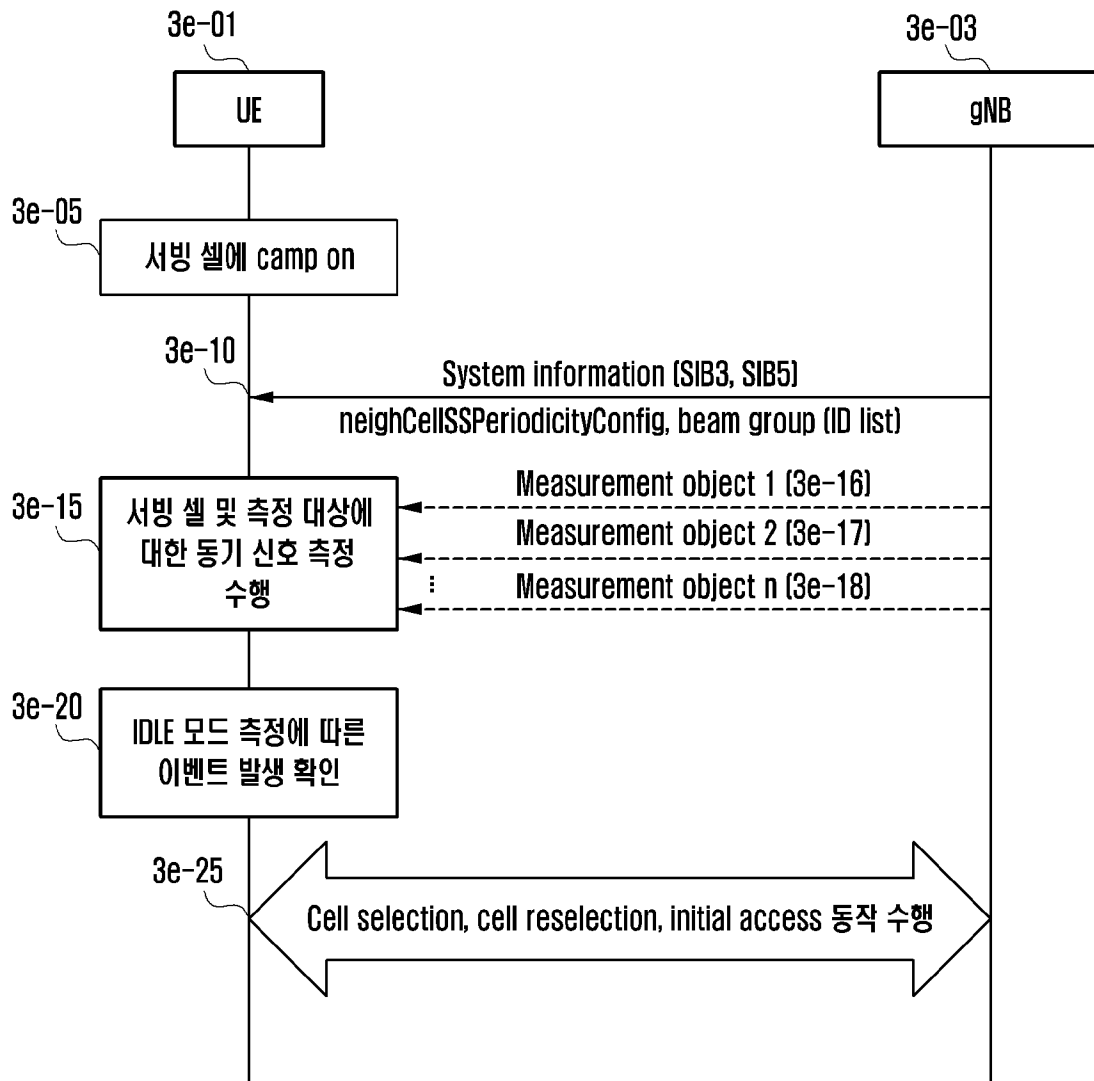 3e-01
3e-03
UE
gNB
3e-05
서빙 셀에 camp on
3e-10
System information (SIB3, SIB5)
neighCellSSPeriodicityConfig, beam group (ID list)
3e-15
서빙 셀 및 측정 대상에
대한 동기 신호 측정
수행
Measurement object 1 (3e-16)
Measurement object 2 (3e-17)
⋮
Measurement object n (3e-18)
3e-20
IDLE 모드 측정에 따른
이벤트 발생 확인
3e-25
Cell selection, cell reselection, initial access 동작 수행